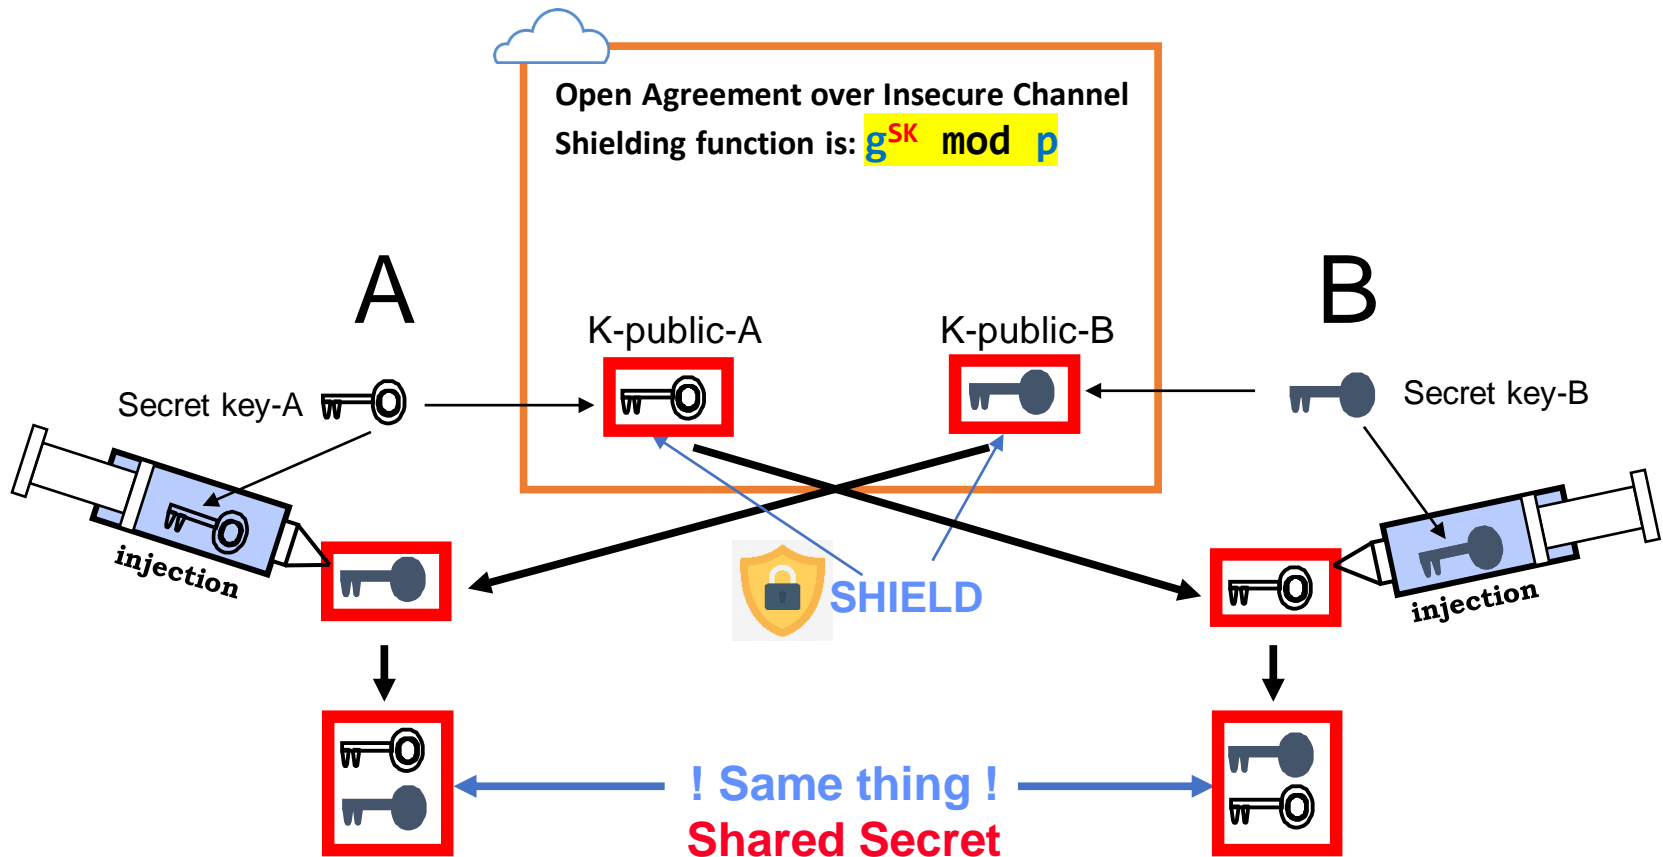 Open Agreement over Insecure Channel
Shielding function is: g^SK mod p
A
B
K-public-A
K-public-B
Secret key-A
Secret key-B
injection
injection
SHIELD
! Same thing !
Shared Secret